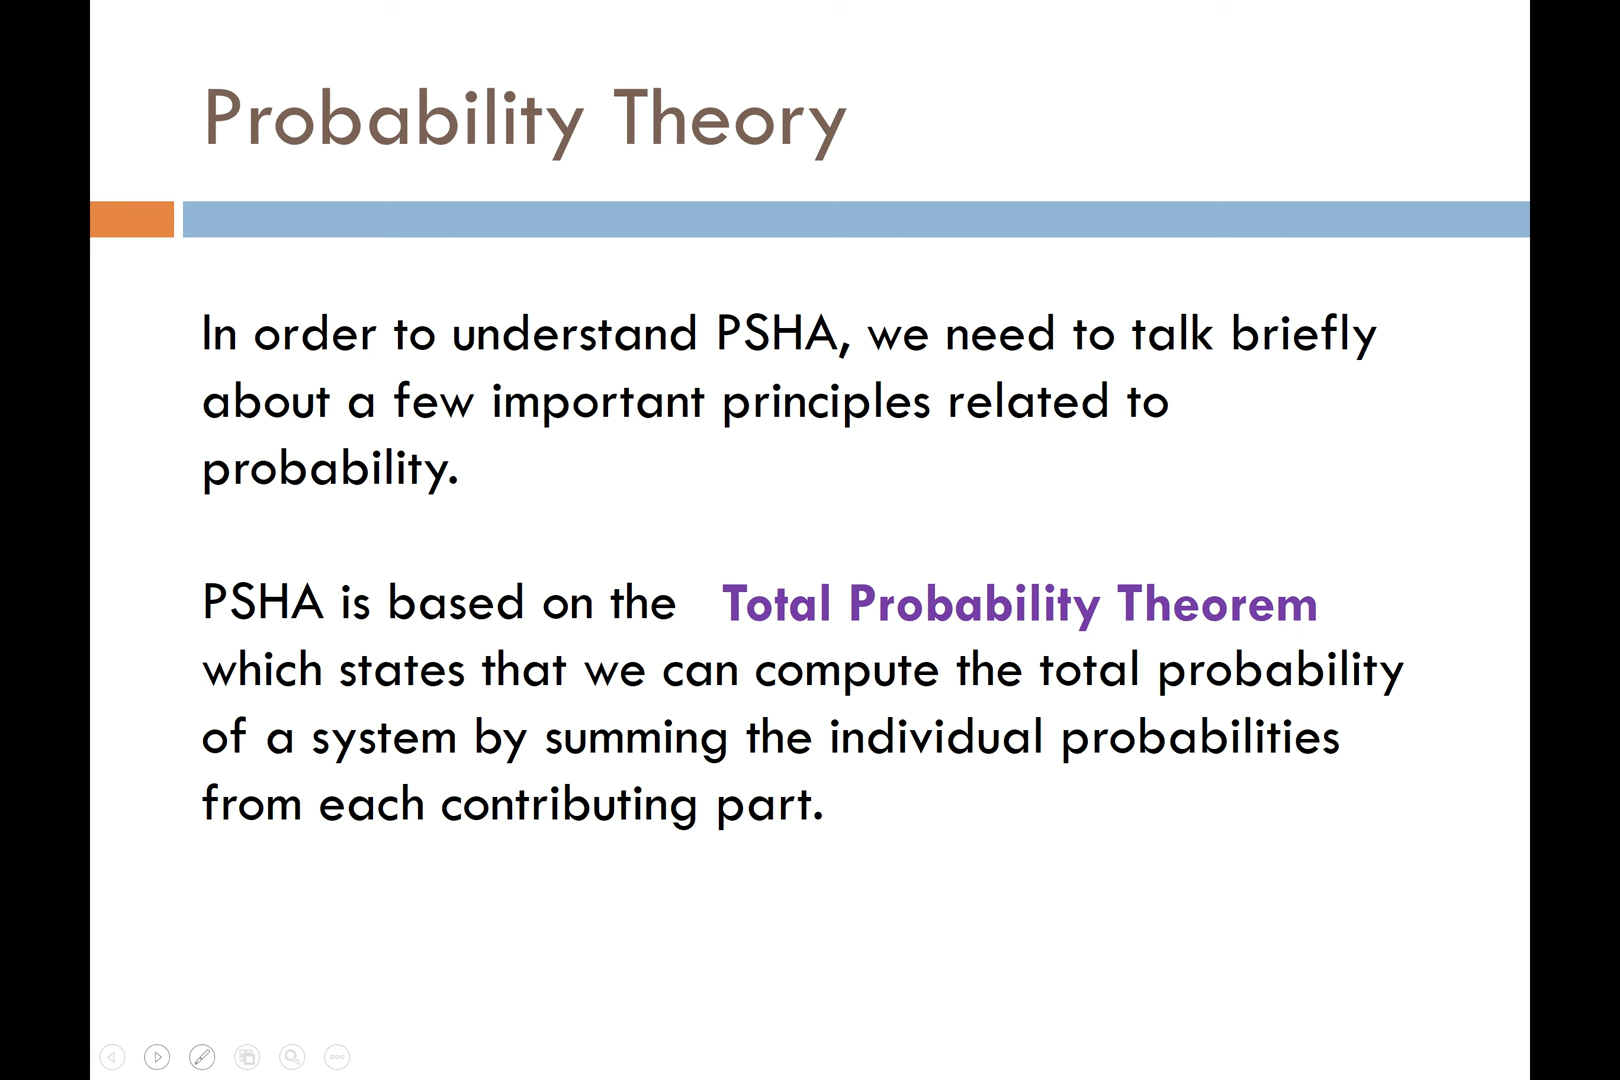 Probability Theory
In order to understand PSHA, we need to talk briefly
about a few important principles related to
probability.
PSHA is based on the Total Probability Theorem
which states that we can compute the total probability
of a system by summing the individual probabilities
from each contributing part.